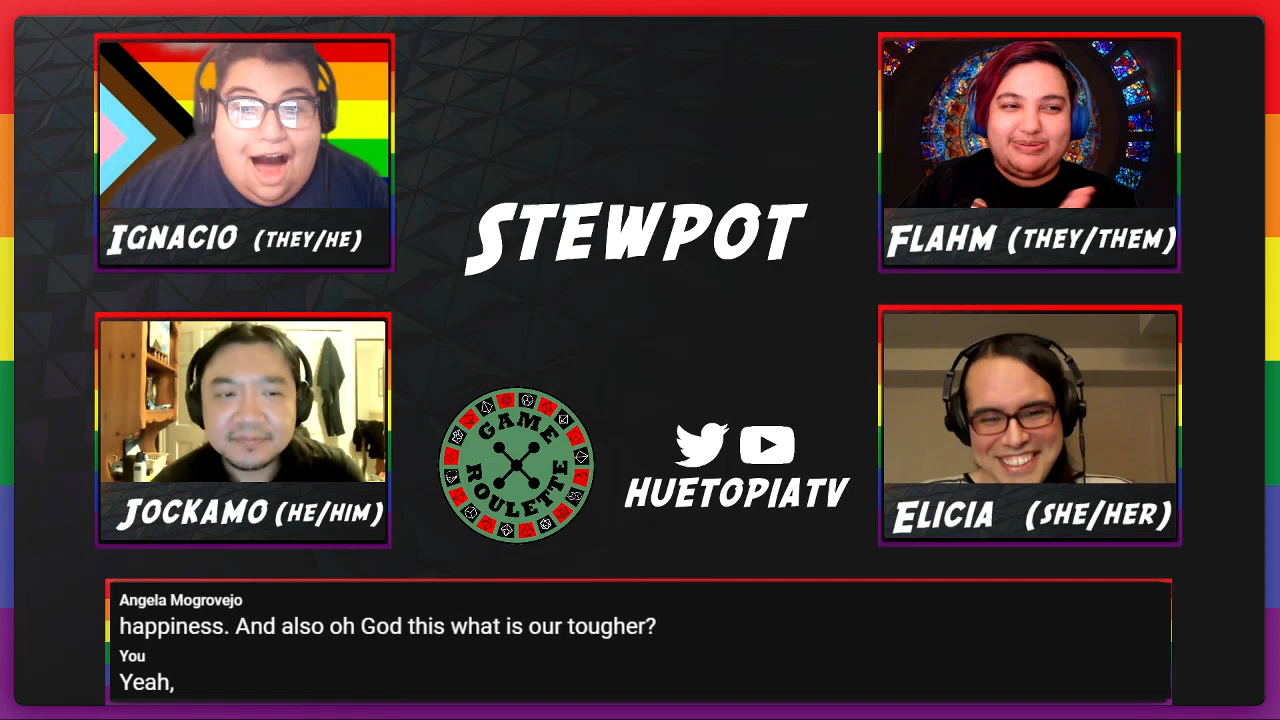 IGNACIO (THEY/HE)
FLAHM (THEY/THEM)
STEWPOT
JOCKAMO (HE/HIM)
GAME
ROULETTE
HUETOPIATV
ELICIA (SHE/HER)
Angela Mogrovejo
happiness. And also oh God this what is our tougher?
You
Yeah,